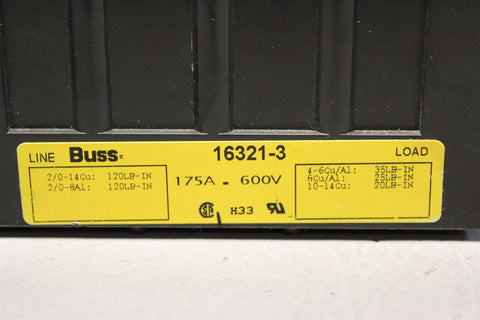 LINE Buss® 16321-3 LOAD
2/0-14Cu: 120LB-IN
2/0-8Al: 120LB-IN
175A - 600V
4-6Cu/Al: 35LB-IN
8Cu/Al: 25LB-IN
10-14Cu: 20LB-IN
H33